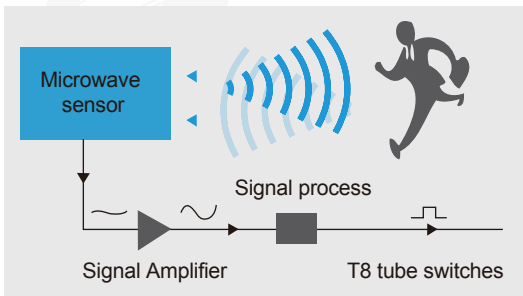 Microwave
sensor
Signal process
Signal Amplifier
T8 tube switches